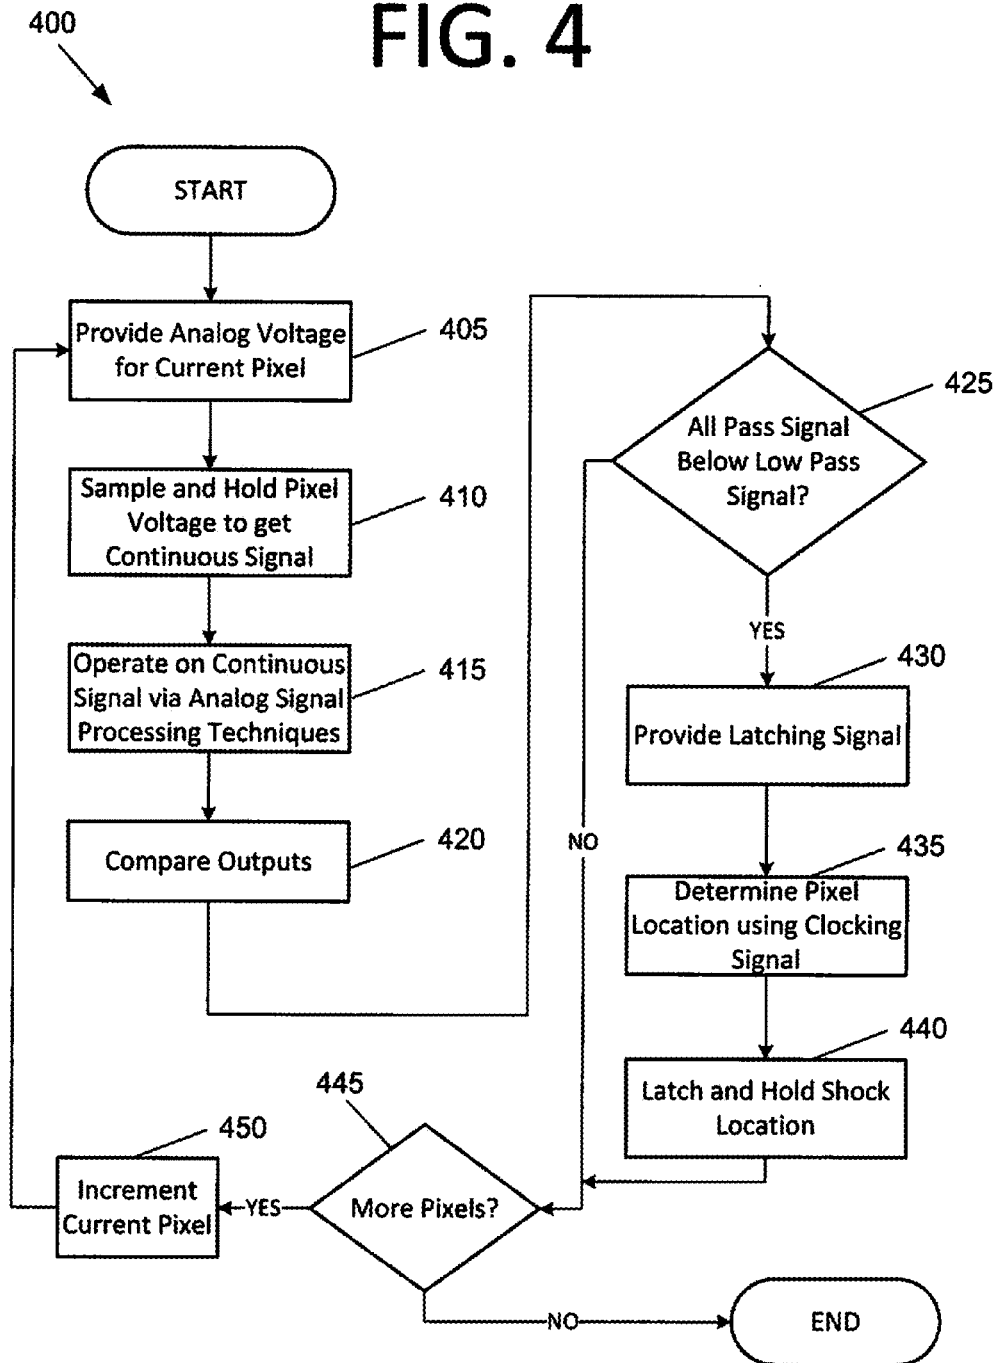 FIG. 4
400
START
Provide Analog Voltage
for Current Pixel
405
Sample and Hold Pixel
Voltage to get
Continuous Signal
410
Operate on Continuous
Signal via Analog Signal
Processing Techniques
415
Compare Outputs
420
All Pass Signal
Below Low Pass
Signal?
425
YES
NO
Provide Latching Signal
430
Determine Pixel
Location using Clocking
Signal
435
Latch and Hold Shock
Location
440
More Pixels?
445
YES
Increment
Current Pixel
450
NO
END